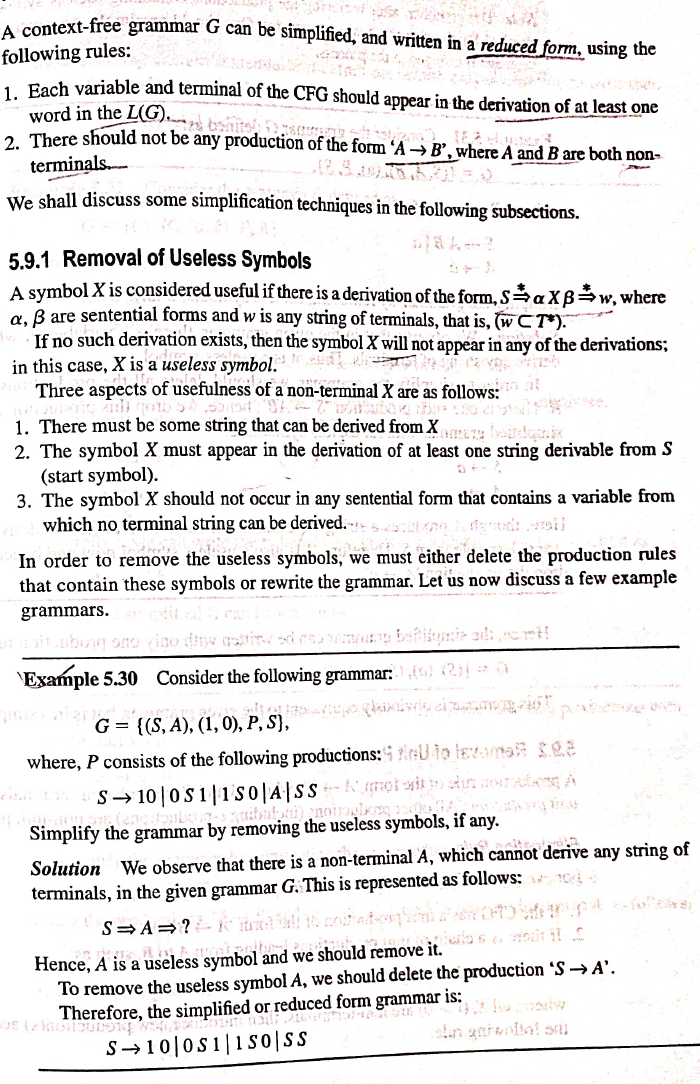 A context-free grammar G can be simplified, and written in a reduced form, using the
following rules:
1. Each variable and terminal of the CFG should appear in the derivation of at least one
word in the L(G).
2. There should not be any production of the form ‘A → B’, where A and B are both non-
terminals.
We shall discuss some simplification techniques in the following subsections.
5.9.1 Removal of Useless Symbols
A symbol X is considered useful if there is a derivation of the form, S ⇒* α X β ⇒* w, where
α, β are sentential forms and w is any string of terminals, that is, (w ⊂ T*).
If no such derivation exists, then the symbol X will not appear in any of the derivations;
in this case, X is a useless symbol.
Three aspects of usefulness of a non-terminal X are as follows:
1. There must be some string that can be derived from X
2. The symbol X must appear in the derivation of at least one string derivable from S
(start symbol).
3. The symbol X should not occur in any sentential form that contains a variable from
which no terminal string can be derived.
In order to remove the useless symbols, we must either delete the production rules
that contain these symbols or rewrite the grammar. Let us now discuss a few example
grammars.
Example 5.30 Consider the following grammar:
G = {(S, A), (1, 0), P, S},
where, P consists of the following productions:
S → 10 | 0 S 1 | 1 S 0 | A | S S
Simplify the grammar by removing the useless symbols, if any.
Solution We observe that there is a non-terminal A, which cannot derive any string of
terminals, in the given grammar G. This is represented as follows:
S ⇒ A ⇒ ?
Hence, A is a useless symbol and we should remove it.
To remove the useless symbol A, we should delete the production ‘S → A’.
Therefore, the simplified or reduced form grammar is:
S → 1 0 | 0 S 1 | 1 S 0 | S S